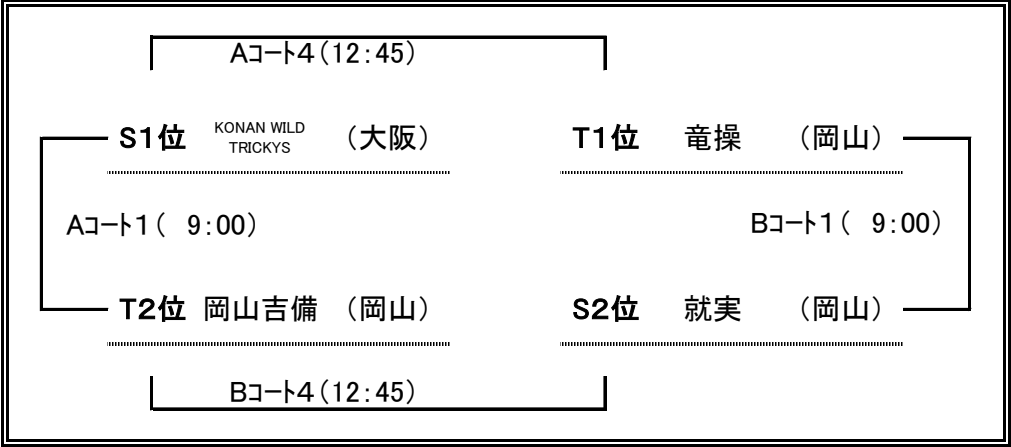 Aコート4(12:45)
S1位 KONAN WILD TRICKYS (大阪) T1位 竜操 (岡山)
Aコート1( 9:00) Bコート1( 9:00)
T2位 岡山吉備 (岡山) S2位 就実 (岡山)
Bコート4(12:45)